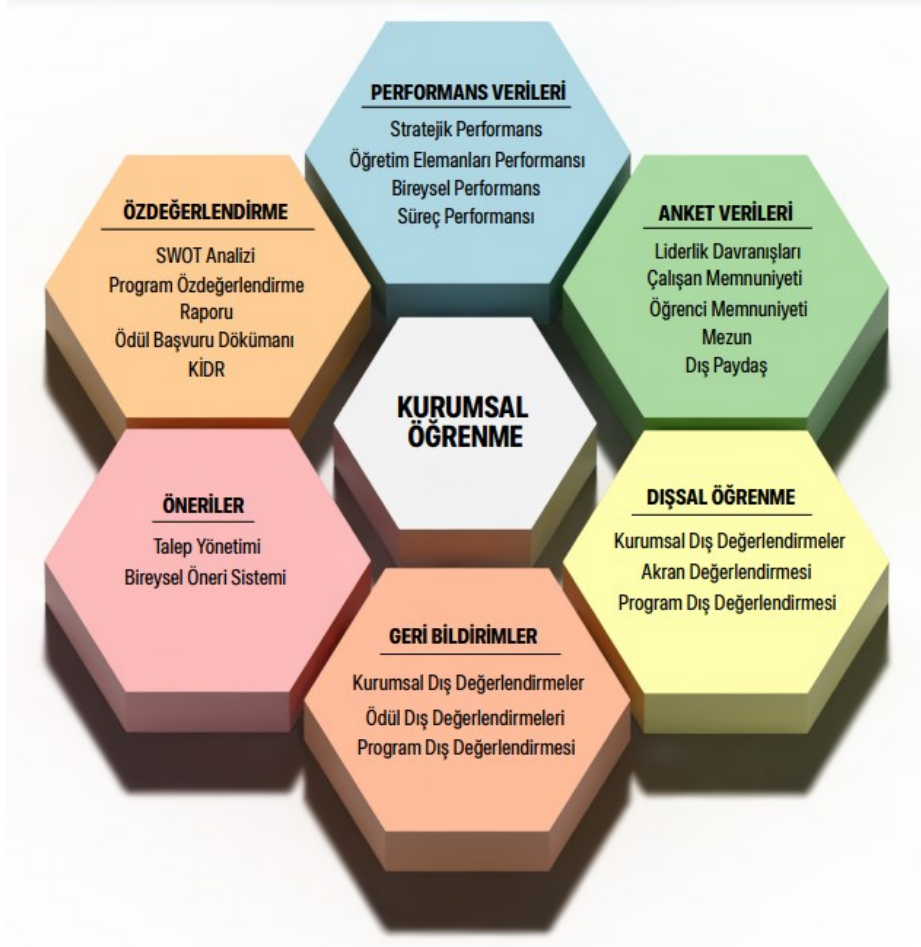 PERFORMANS VERİLERİ
Stratejik Performans
Öğretim Elemanları Performansı
Bireysel Performans
Süreç Performansı
ÖZDEĞERLENDİRME
SWOT Analizi
Program Özdeğerlendirme
Raporu
Ödül Başvuru Dökümanı
KİDR
ANKET VERİLERİ
Liderlik Davranışları
Çalışan Memnuniyeti
Öğrenci Memnuniyeti
Mezun
Dış Paydaş
KURUMSAL
ÖĞRENME
ÖNERİLER
Talep Yönetimi
Bireysel Öneri Sistemi
DIŞSAL ÖĞRENME
Kurumsal Dış Değerlendirmeler
Akran Değerlendirmesi
Program Dış Değerlendirmesi
GERİ BİLDİRİMLER
Kurumsal Dış Değerlendirmeler
Ödül Dış Değerlendirmeleri
Program Dış Değerlendirmesi